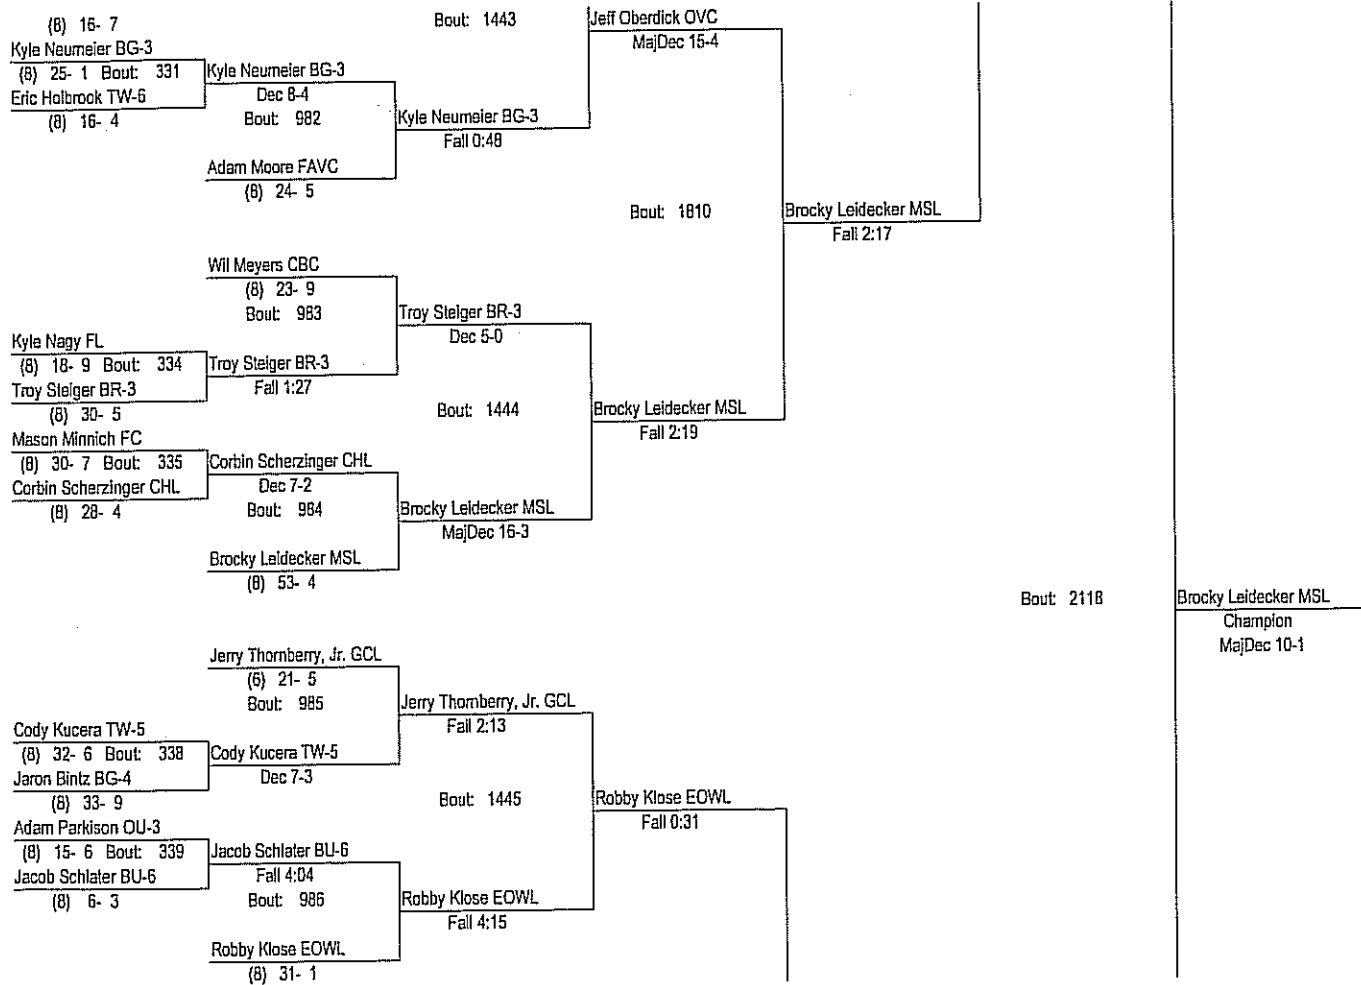 (8) 16- 7
Kyle Neumeier BG-3
(8) 25- 1 Bout: 331
Eric Holbrook TW-6
(8) 16- 4
Kyle Neumeier BG-3
Dec 8-4
Bout: 982
Adam Moore FAVC
(8) 24- 5
Kyle Neumeier BG-3
Fall 0:48
Bout: 1443
Jeff Oberdick OVC
MajDec 15-4
Bout: 1810
Brocky Leidecker MSL
Fall 2:17
Wil Meyers CBC
(8) 23- 9
Bout: 983
Kyle Nagy FL
(8) 18- 9 Bout: 334
Troy Steiger BR-3
(8) 30- 5
Troy Steiger BR-3
Fall 1:27
Troy Steiger BR-3
Dec 5-0
Mason Minnich FC
(8) 30- 7 Bout: 335
Corbin Scherzinger CHL
(8) 28- 4
Corbin Scherzinger CHL
Dec 7-2
Bout: 984
Brocky Leidecker MSL
(8) 53- 4
Brocky Leidecker MSL
MajDec 16-3
Bout: 1444
Brocky Leidecker MSL
Fall 2:19
Bout: 2118
Brocky Leidecker MSL
Champion
MajDec 10-1
Jerry Thornberry, Jr. GCL
(6) 21- 5
Bout: 985
Cody Kucera TW-5
(8) 32- 6 Bout: 338
Jaron Bintz BG-4
(8) 33- 9
Cody Kucera TW-5
Dec 7-3
Jerry Thornberry, Jr. GCL
Fall 2:13
Adam Parkison OU-3
(8) 15- 6 Bout: 339
Jacob Schlater BU-6
(8) 6- 3
Jacob Schlater BU-6
Fall 4:04
Bout: 986
Robby Klose EOWL
(8) 31- 1
Robby Klose EOWL
Fall 4:15
Bout: 1445
Robby Klose EOWL
Fall 0:31